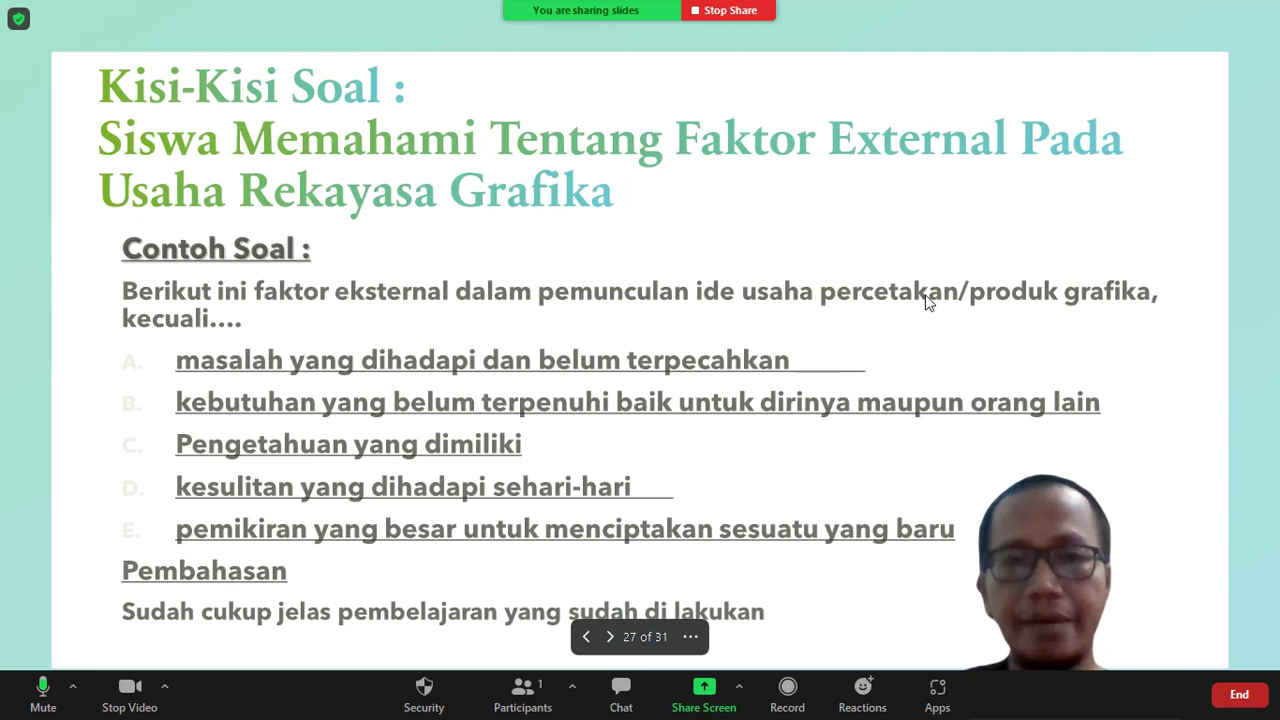 You are sharing slides
Stop Share
Kisi-Kisi Soal :
Siswa Memahami Tentang Faktor External Pada
Usaha Rekayasa Grafika
Contoh Soal :
Berikut ini faktor eksternal dalam pemunculan ide usaha percetakan/produk grafika,
kecuali....
A. masalah yang dihadapi dan belum terpecahkan
B. kebutuhan yang belum terpenuhi baik untuk dirinya maupun orang lain
C. Pengetahuan yang dimiliki
D. kesulitan yang dihadapi sehari-hari
E. pemikiran yang besar untuk menciptakan sesuatu yang baru
Pembahasan
Sudah cukup jelas pembelajaran yang sudah di lakukan
27 of 31
Mute
Stop Video
Security
1
Participants
Chat
Share Screen
Record
Reactions
Apps
End